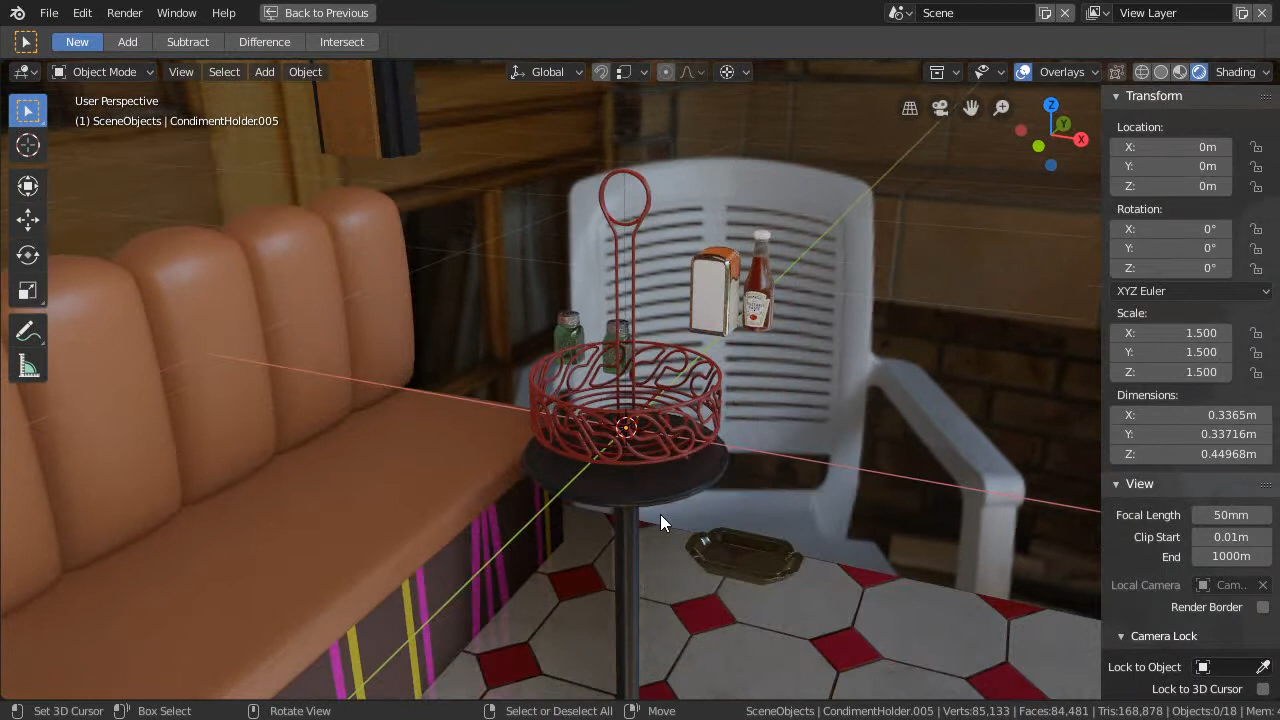 File Edit Render Window Help Back to Previous Scene View Layer
New Add Subtract Difference Intersect
Object Mode View Select Add Object Global Overlays Shading
User Perspective
(1) SceneObjects | CondimentHolder.005
Z
Y
X
Transform
Location:
X: 0m
Y: 0m
Z: 0m
Rotation:
X: 0°
Y: 0°
Z: 0°
XYZ Euler
Scale:
X: 1.500
Y: 1.500
Z: 1.500
Dimensions:
X: 0.3365m
Y: 0.33716m
Z: 0.44968m
View
Focal Length 50mm
Clip Start 0.01m
End 1000m
Local Camera Cam..
Render Border
Camera Lock
Lock to Object
Lock to 3D Cursor
Set 3D Cursor Box Select Rotate View Select or Deselect All Move SceneObjects | CondimentHolder.005 | Verts:85,133 | Faces:84,481 | Tris:168,878 | Objects:0/18 | Mem: